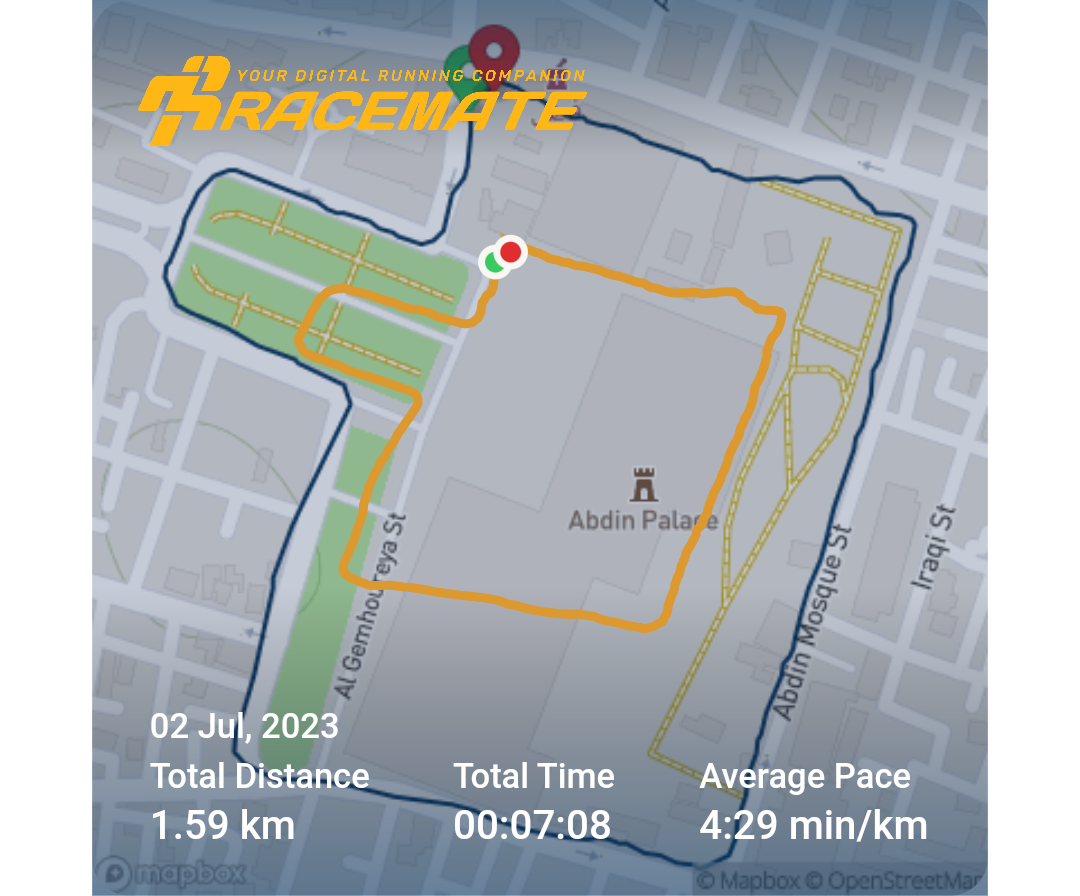 YOUR DIGITAL RUNNING COMPANION
RACEMATE
Abdin Palace
Al Gemhoureya St
Abdin Mosque St
Iraqi St
02 Jul, 2023
Total Distance
Total Time
Average Pace
1.59 km
00:07:08
4:29 min/km
mapbox
© Mapbox © OpenStreetMap